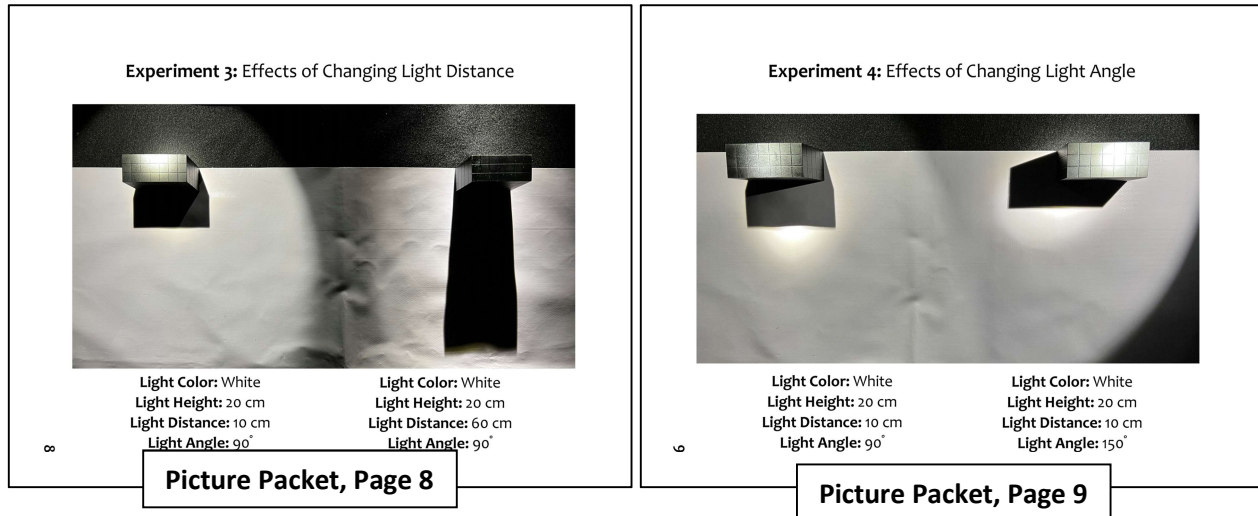 Experiment 3: Effects of Changing Light Distance
Light Color: White
Light Height: 20 cm
Light Distance: 10 cm
Light Angle: 90°
Light Color: White
Light Height: 20 cm
Light Distance: 60 cm
Light Angle: 90°
8
Picture Packet, Page 8
Experiment 4: Effects of Changing Light Angle
Light Color: White
Light Height: 20 cm
Light Distance: 10 cm
Light Angle: 90°
Light Color: White
Light Height: 20 cm
Light Distance: 10 cm
Light Angle: 150°
9
Picture Packet, Page 9